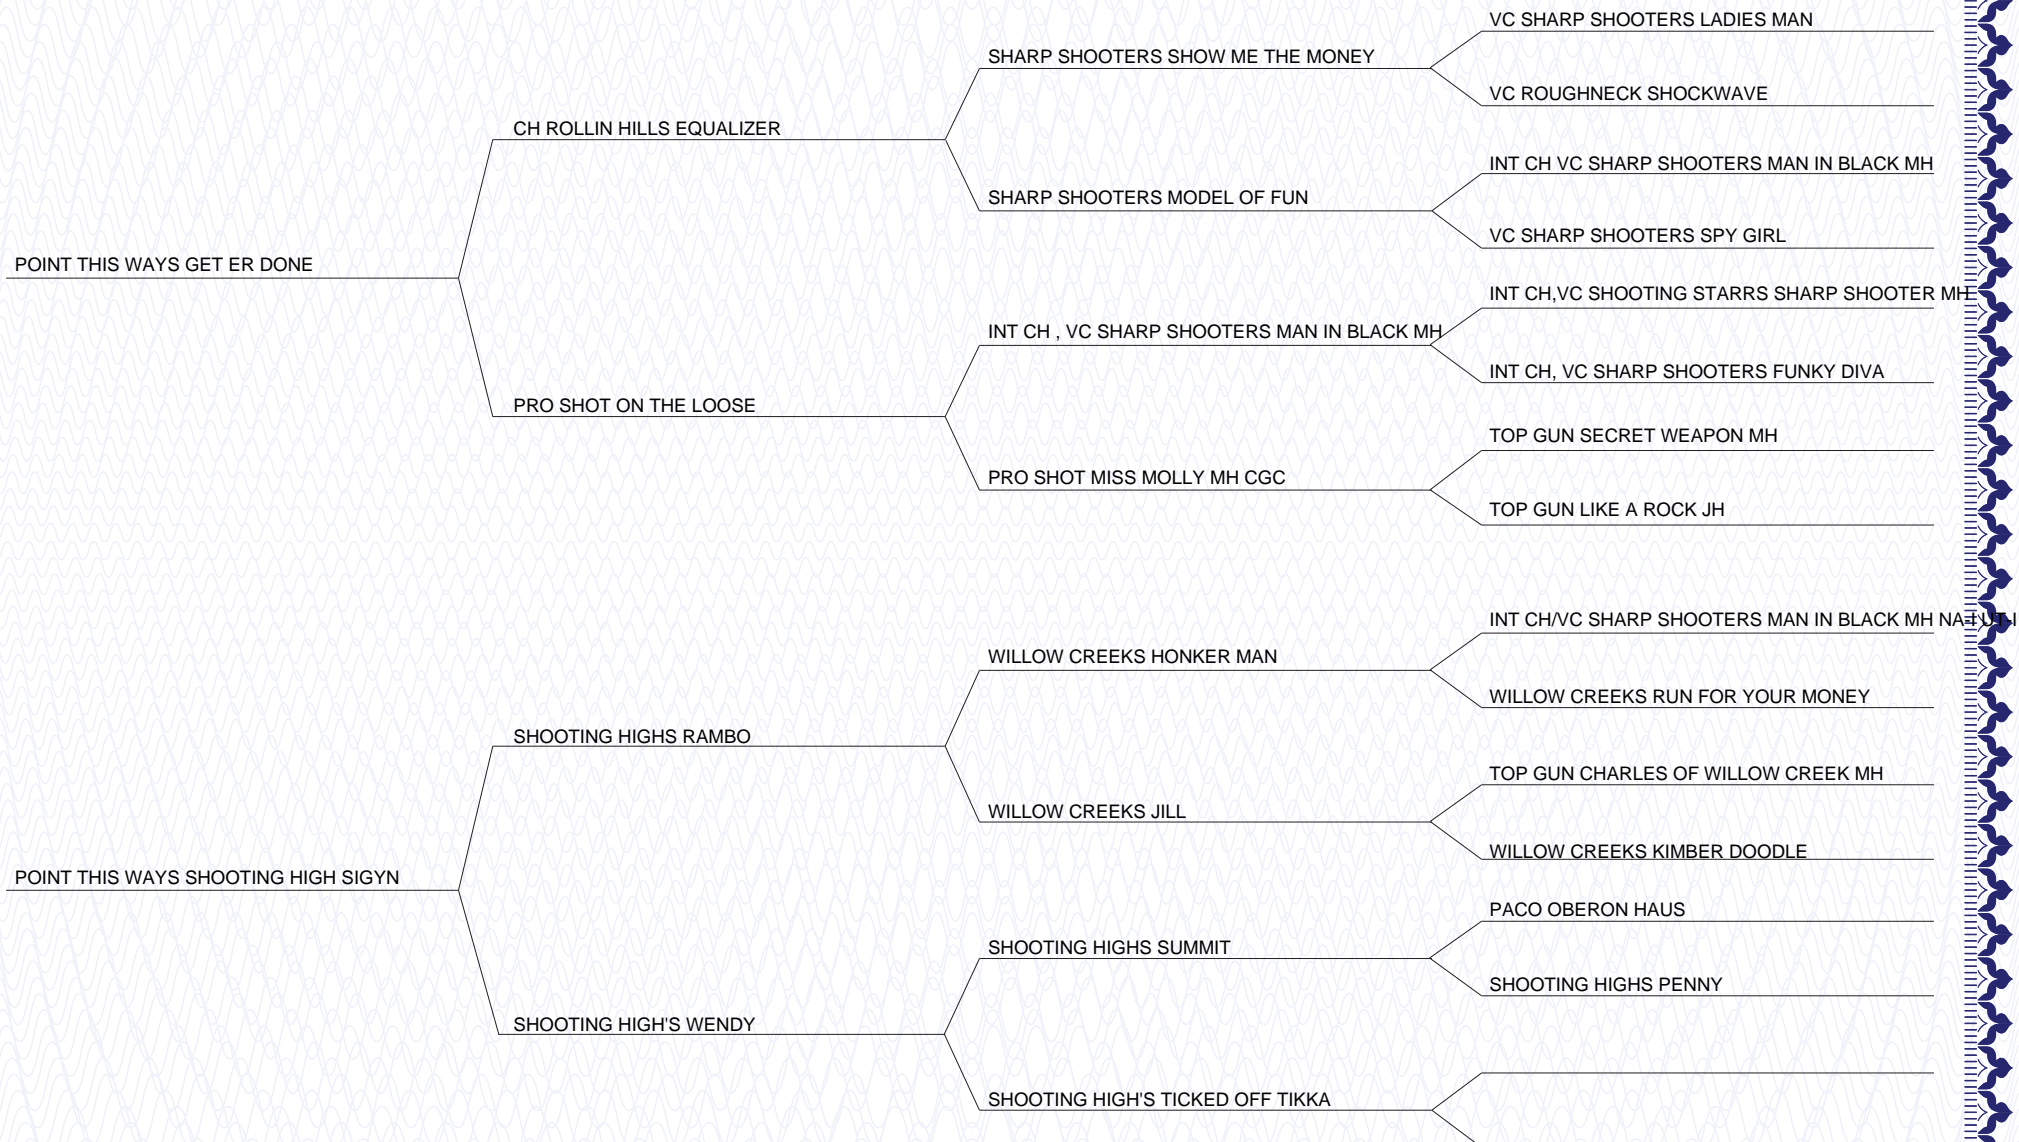 VC SHARP SHOOTERS LADIES MAN
SHARP SHOOTERS SHOW ME THE MONEY
VC ROUGHNECK SHOCKWAVE
CH ROLLIN HILLS EQUALIZER
INT CH VC SHARP SHOOTERS MAN IN BLACK MH
SHARP SHOOTERS MODEL OF FUN
VC SHARP SHOOTERS SPY GIRL
POINT THIS WAYS GET ER DONE
INT CH,VC SHOOTING STARRS SHARP SHOOTER MH
INT CH , VC SHARP SHOOTERS MAN IN BLACK MH
INT CH, VC SHARP SHOOTERS FUNKY DIVA
PRO SHOT ON THE LOOSE
TOP GUN SECRET WEAPON MH
PRO SHOT MISS MOLLY MH CGC
TOP GUN LIKE A ROCK JH
INT CH/VC SHARP SHOOTERS MAN IN BLACK MH NA-I UT-I
WILLOW CREEKS HONKER MAN
WILLOW CREEKS RUN FOR YOUR MONEY
SHOOTING HIGHS RAMBO
TOP GUN CHARLES OF WILLOW CREEK MH
WILLOW CREEKS JILL
WILLOW CREEKS KIMBER DOODLE
POINT THIS WAYS SHOOTING HIGH SIGYN
PACO OBERON HAUS
SHOOTING HIGHS SUMMIT
SHOOTING HIGHS PENNY
SHOOTING HIGH'S WENDY
SHOOTING HIGH'S TICKED OFF TIKKA